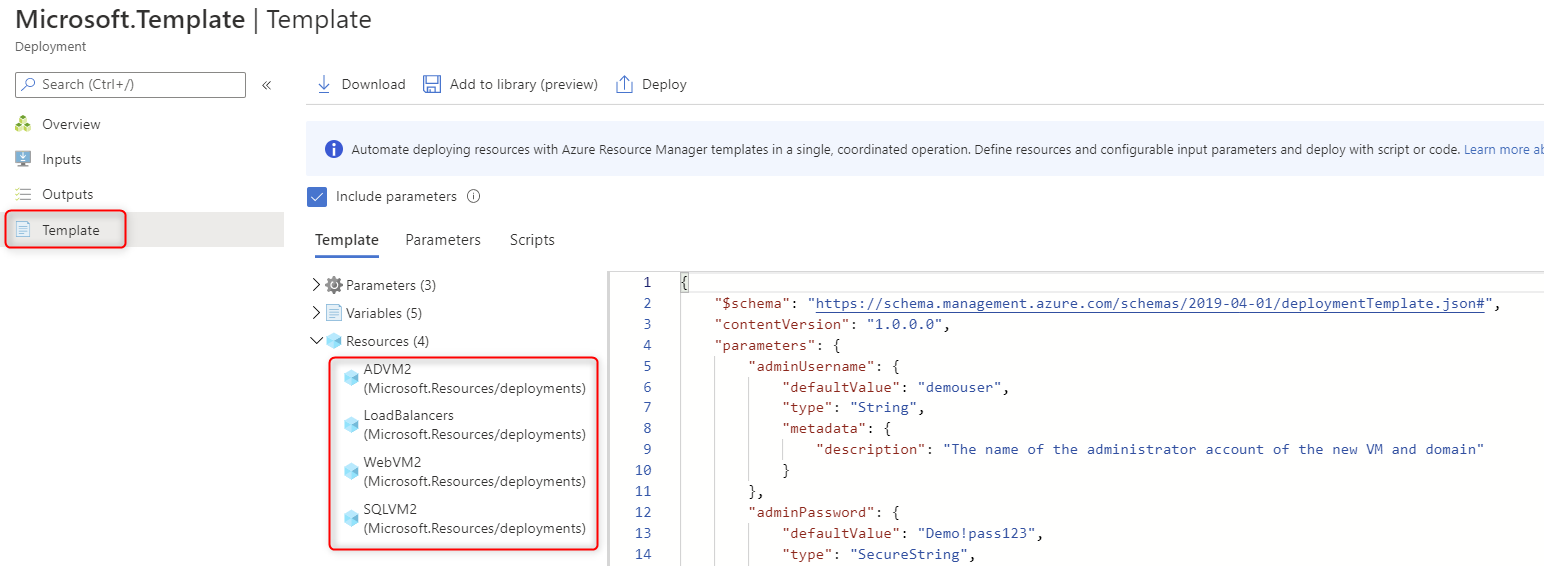 Microsoft.Template | Template
Deployment
Search (Ctrl+/)
«
Overview
Inputs
Outputs
Template
Download
Add to library (preview)
Deploy
Automate deploying resources with Azure Resource Manager templates in a single, coordinated operation. Define resources and configurable input parameters and deploy with script or code. Learn more ab
Include parameters
Template
Parameters
Scripts
Parameters (3)
Variables (5)
Resources (4)
ADVM2
(Microsoft.Resources/deployments)
LoadBalancers
(Microsoft.Resources/deployments)
WebVM2
(Microsoft.Resources/deployments)
SQLVM2
(Microsoft.Resources/deployments)
1 {
2 "$schema": "https://schema.management.azure.com/schemas/2019-04-01/deploymentTemplate.json#",
3 "contentVersion": "1.0.0.0",
4 "parameters": {
5 "adminUsername": {
6 "defaultValue": "demouser",
7 "type": "String",
8 "metadata": {
9 "description": "The name of the administrator account of the new VM and domain"
10 }
11 },
12 "adminPassword": {
13 "defaultValue": "Demo!pass123",
14 "type": "SecureString",